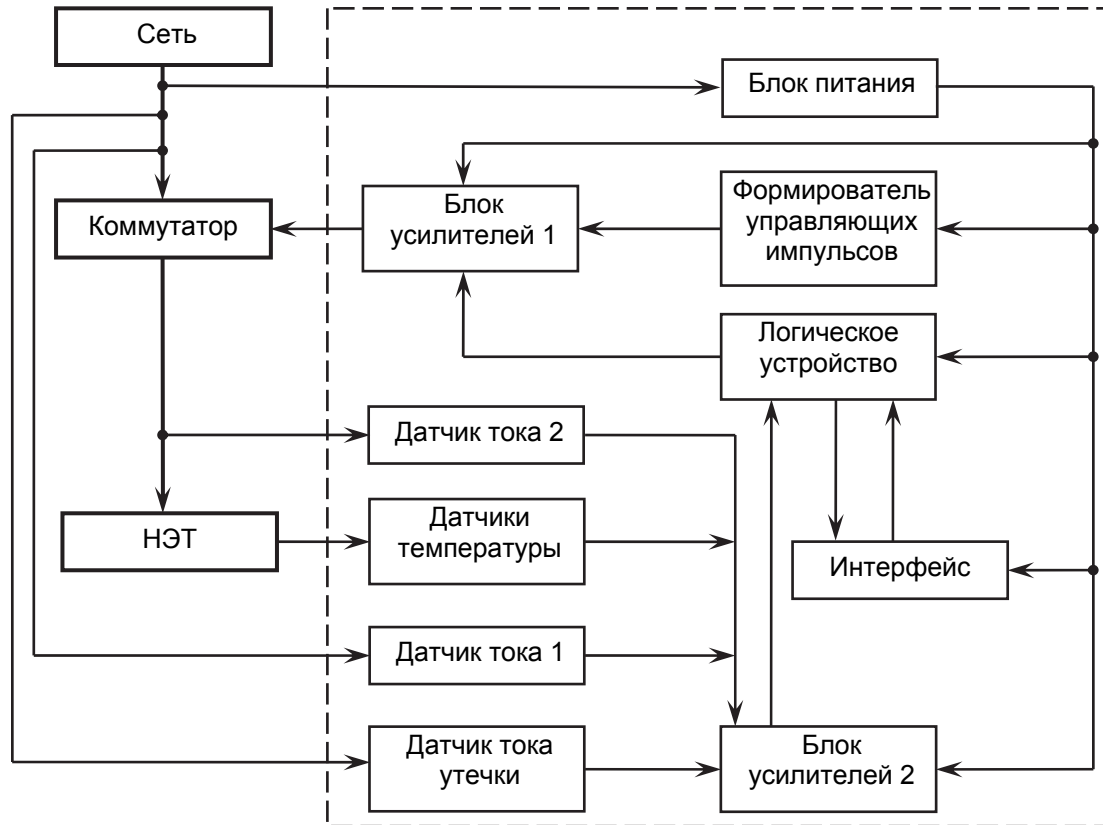 Сеть
Блок питания
Коммутатор
Блок
усилителей 1
Формирователь
управляющих
импульсов
Логическое
устройство
Датчик тока 2
НЭТ
Датчики
температуры
Интерфейс
Датчик тока 1
Датчик тока
утечки
Блок
усилителей 2